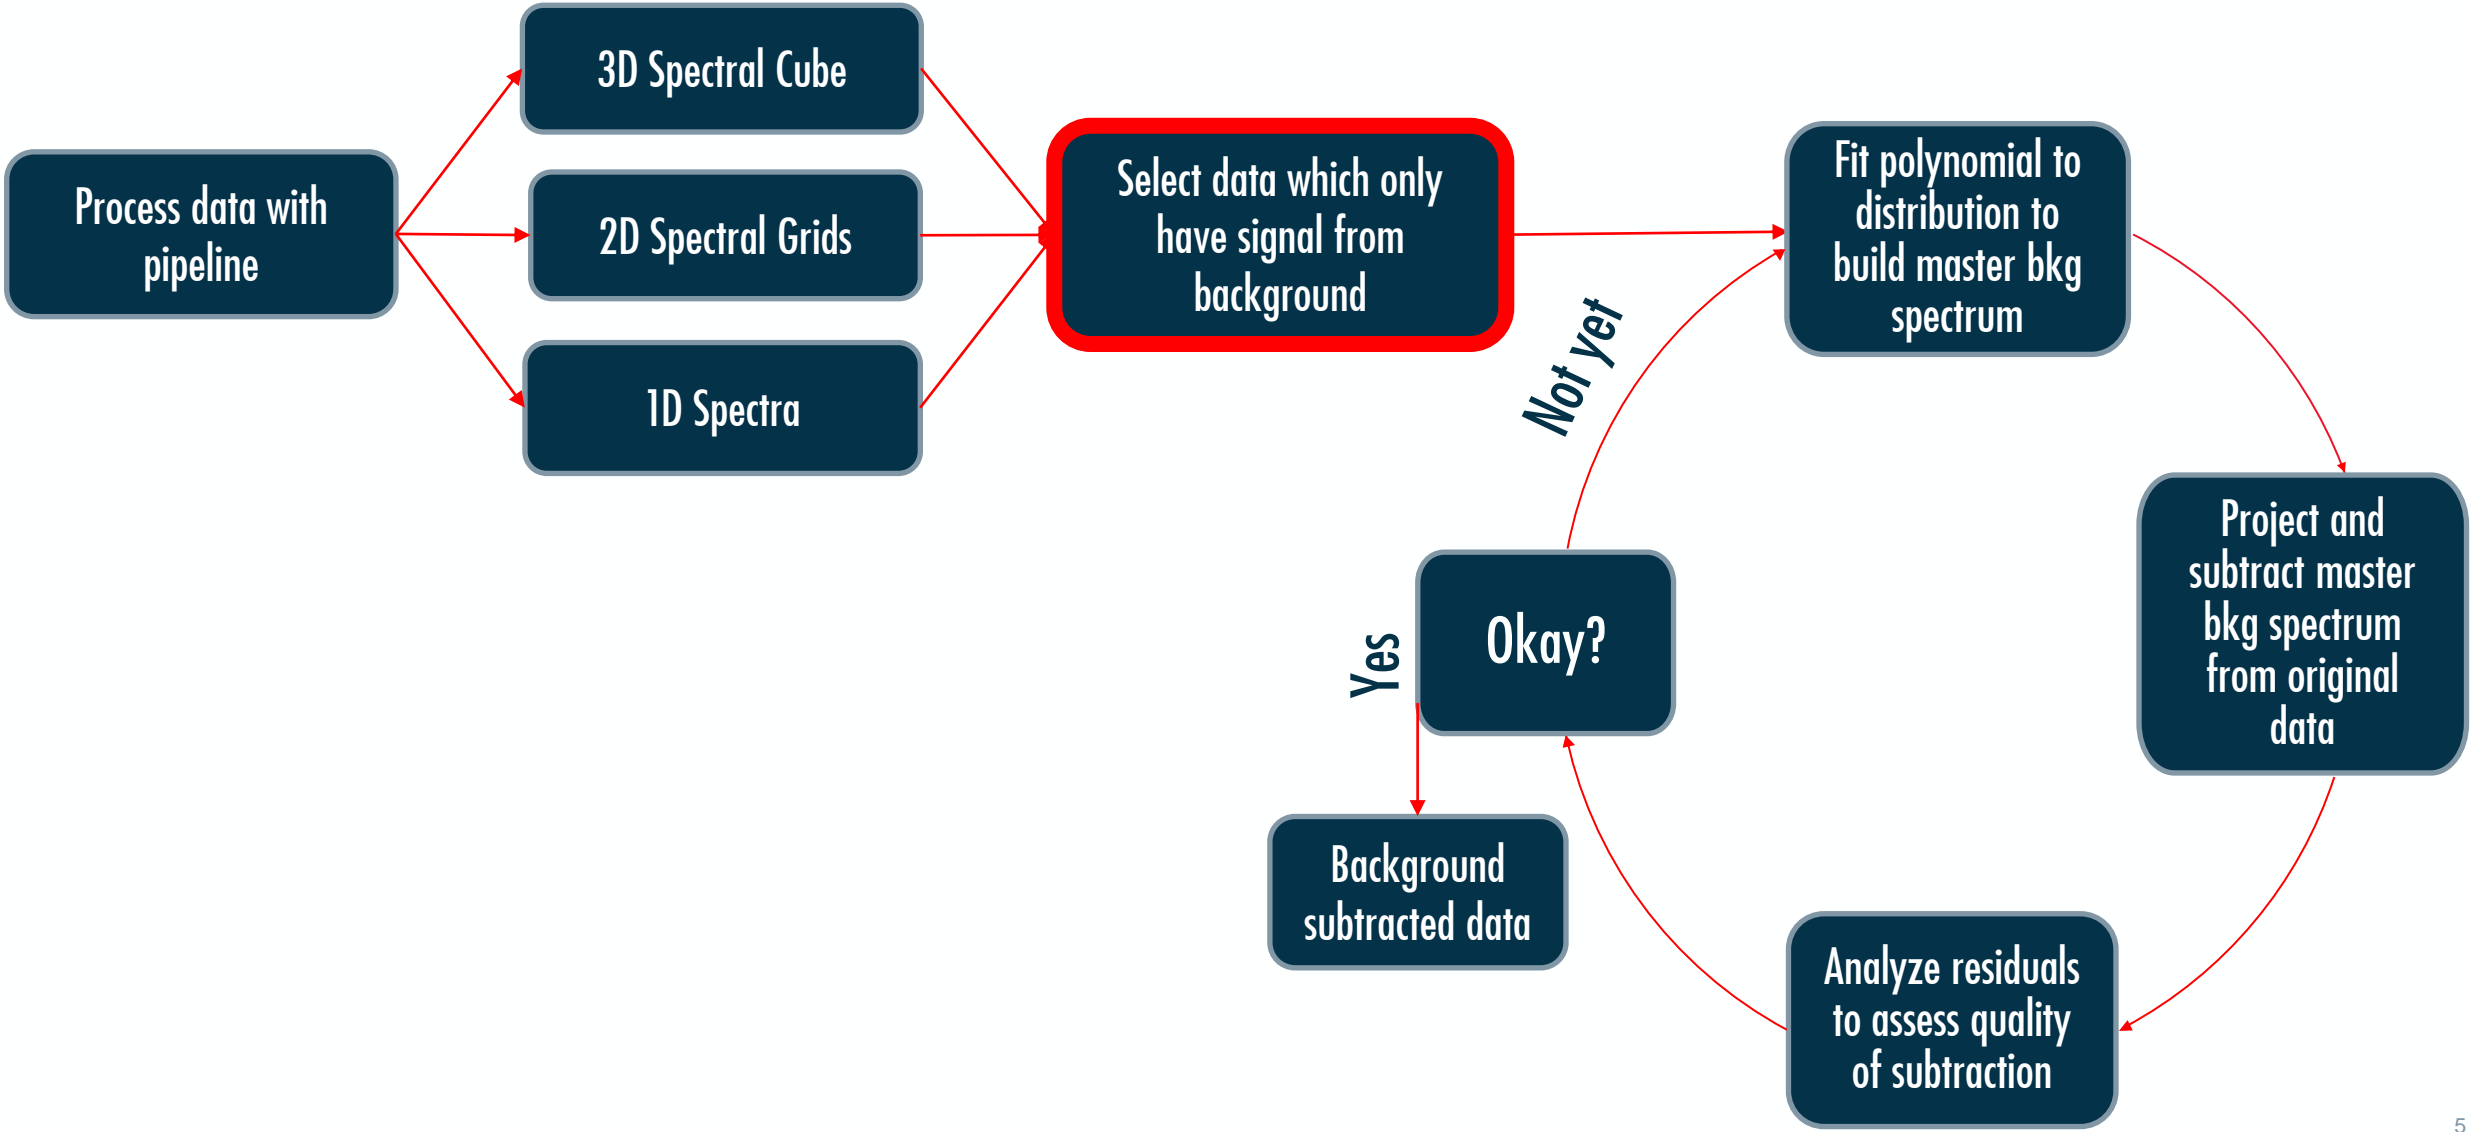 Process data with
pipeline
3D Spectral Cube
2D Spectral Grids
1D Spectra
Select data which only
have signal from
background
Fit polynomial to
distribution to
build master bkg
spectrum
Project and
subtract master
bkg spectrum
from original
data
Analyze residuals
to assess quality
of subtraction
Okay?
Not yet
Yes
Background
subtracted data
5